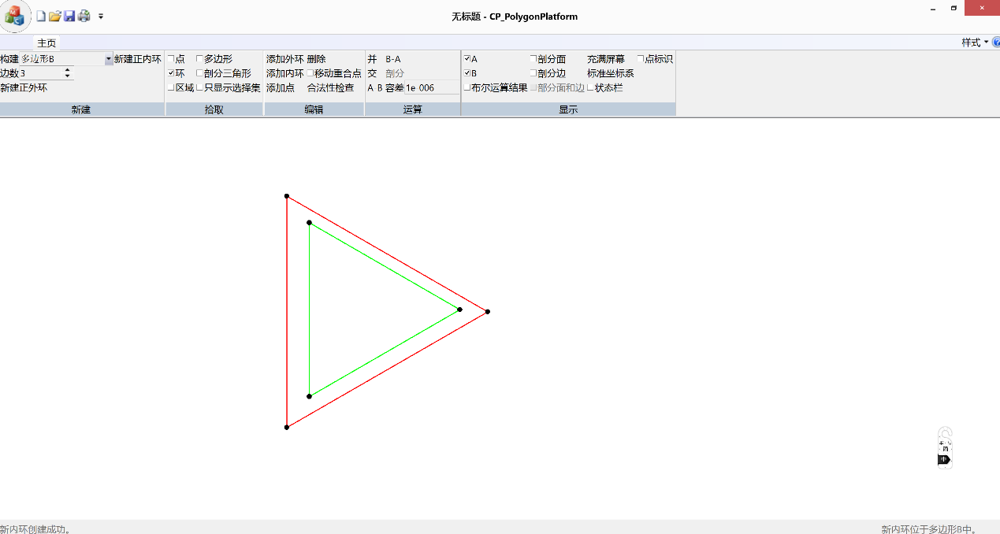 无标题 - CP_PolygonPlatform
主页
样式
构建 多边形B 新建正内环
边数 3
新建正外环
新建
点 多边形
环 剖分三角形
区域 只显示选择集
拾取
添加外环 删除
添加内环 移动重合点
添加点 合法性检查
编辑
并 B-A
交 剖分
A-B 容差 1e-006
运算
A 剖分面 充满屏幕 点标识
B 剖分边 标准坐标系
布尔运算结果 剖分面和边 状态栏
显示
简
中
新内环创建成功。
新内环位于多边形B中。